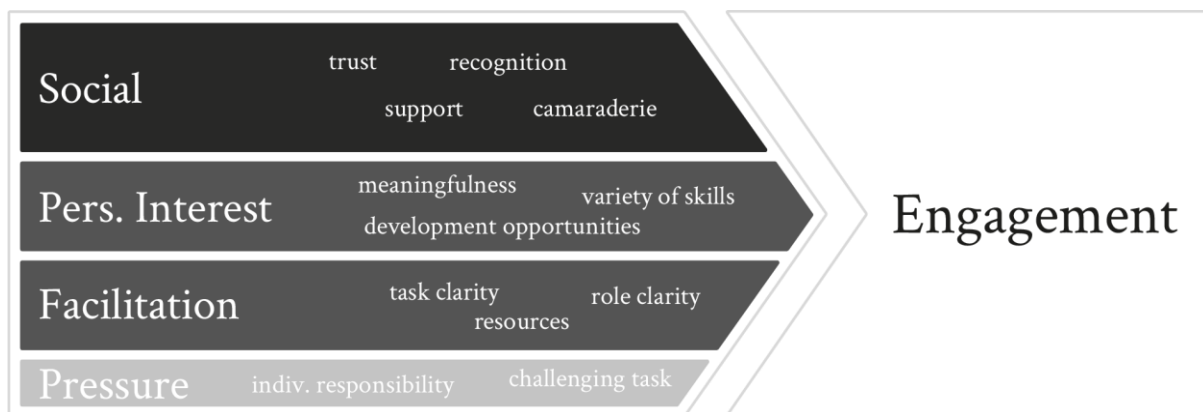 Social
trust recognition
support camaraderie
Pers. Interest
meaningfulness
variety of skills
development opportunities
Facilitation
task clarity
role clarity
resources
Pressure
indiv. responsibility
challenging task
Engagement